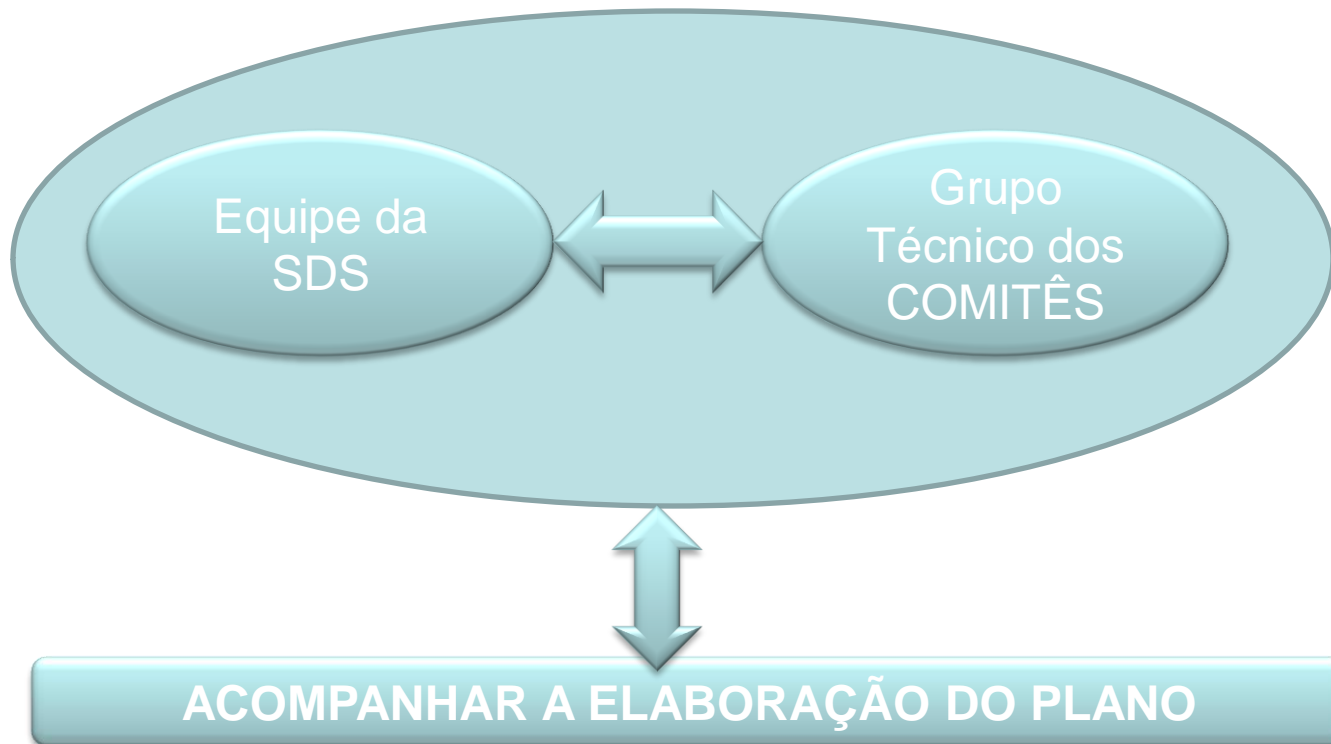 Equipe da
SDS
Grupo
Técnico dos
COMITÊS
ACOMPANHAR A ELABORAÇÃO DO PLANO